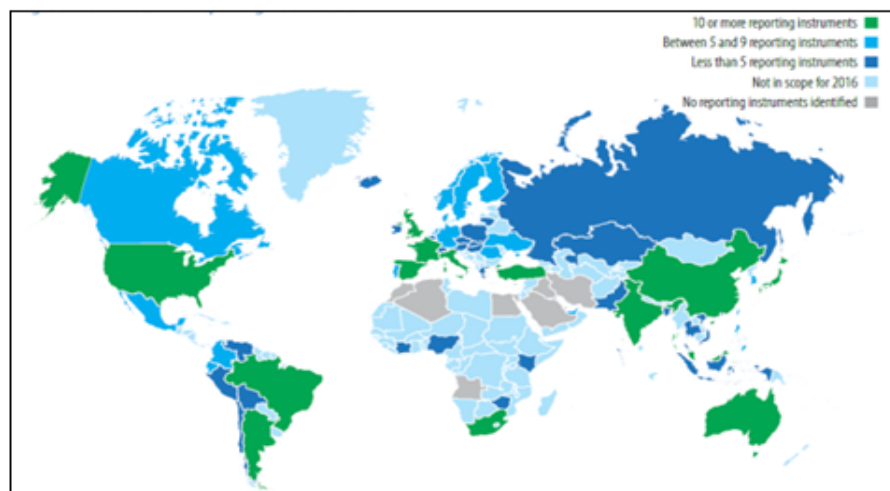 10 or more reporting instruments
Between 5 and 9 reporting instruments
Less than 5 reporting instruments
Not in scope for 2016
No reporting instruments identified